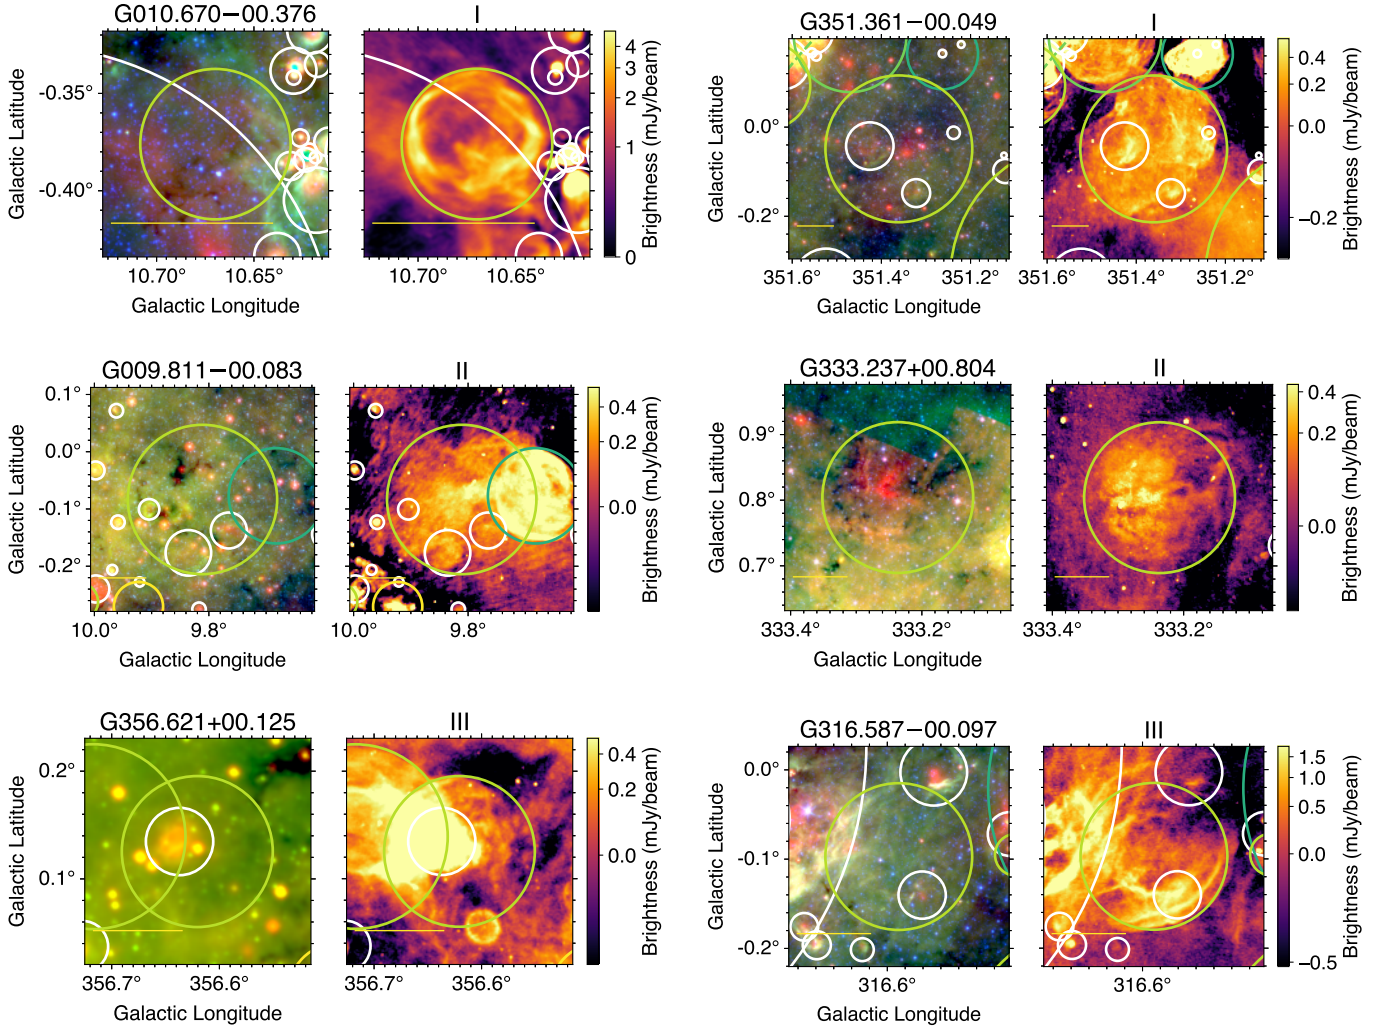 G010.670−00.376
I
Galactic Latitude
-0.35°
-0.40°
10.70°
10.65°
Galactic Longitude
10.70°
10.65°
4
3
2
1
0
Brightness (mJy/beam)
G351.361−00.049
I
Galactic Latitude
0.0°
-0.2°
351.6°
351.4°
351.2°
Galactic Longitude
351.6°
351.4°
351.2°
0.4
0.2
0.0
−0.2
Brightness (mJy/beam)
G009.811−00.083
II
Galactic Latitude
0.1°
0.0°
-0.1°
-0.2°
10.0°
9.8°
Galactic Longitude
10.0°
9.8°
0.4
0.2
0.0
Brightness (mJy/beam)
G333.237+00.804
II
Galactic Latitude
0.9°
0.8°
0.7°
333.4°
333.2°
Galactic Longitude
333.4°
333.2°
0.4
0.2
0.0
Brightness (mJy/beam)
G356.621+00.125
III
Galactic Latitude
0.2°
0.1°
356.7°
356.6°
Galactic Longitude
356.7°
356.6°
0.4
0.2
0.0
Brightness (mJy/beam)
G316.587−00.097
III
Galactic Latitude
0.0°
-0.1°
-0.2°
316.6°
Galactic Longitude
316.6°
1.5
1.0
0.5
0.0
−0.5
Brightness (mJy/beam)